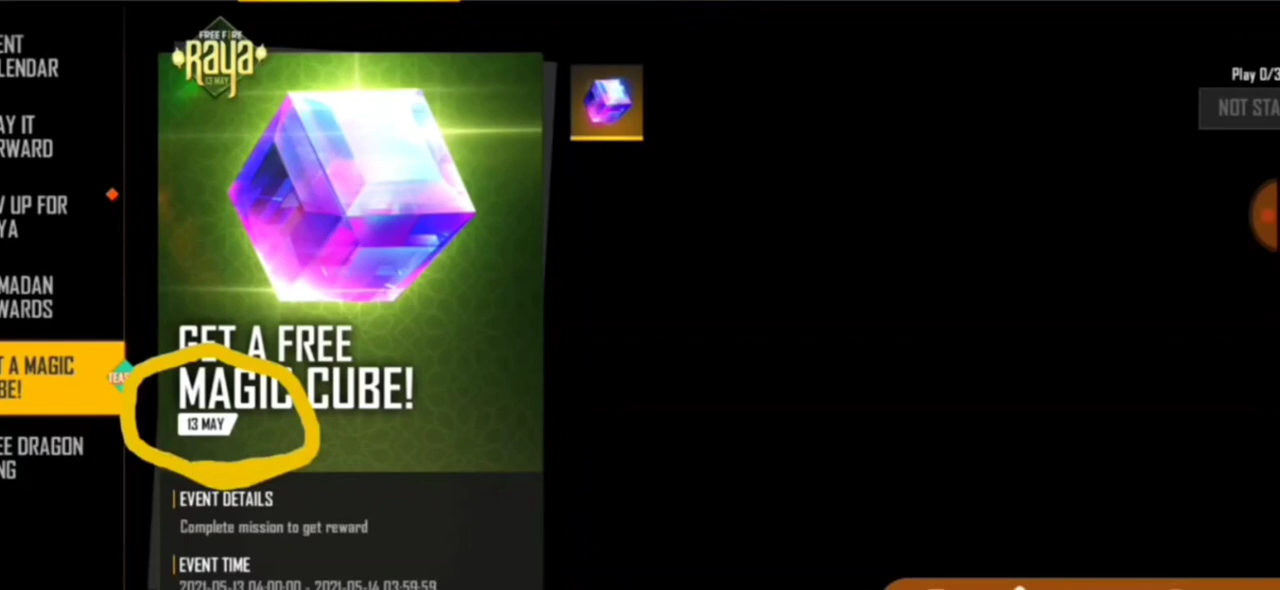 ENT
LENDAR
AY IT
RWARD
UP FOR
YA
MADAN
WARDS
T A MAGIC
BE!
TEAS
EE DRAGON
NG
FREE FIRE
Raya
13 MAY
GET A FREE
MAGIC CUBE!
13 MAY
EVENT DETAILS
Complete mission to get reward
EVENT TIME
2021-05-13 04:00:00 - 2021-05-14 03:59:59
Play 0/3
NOT STA